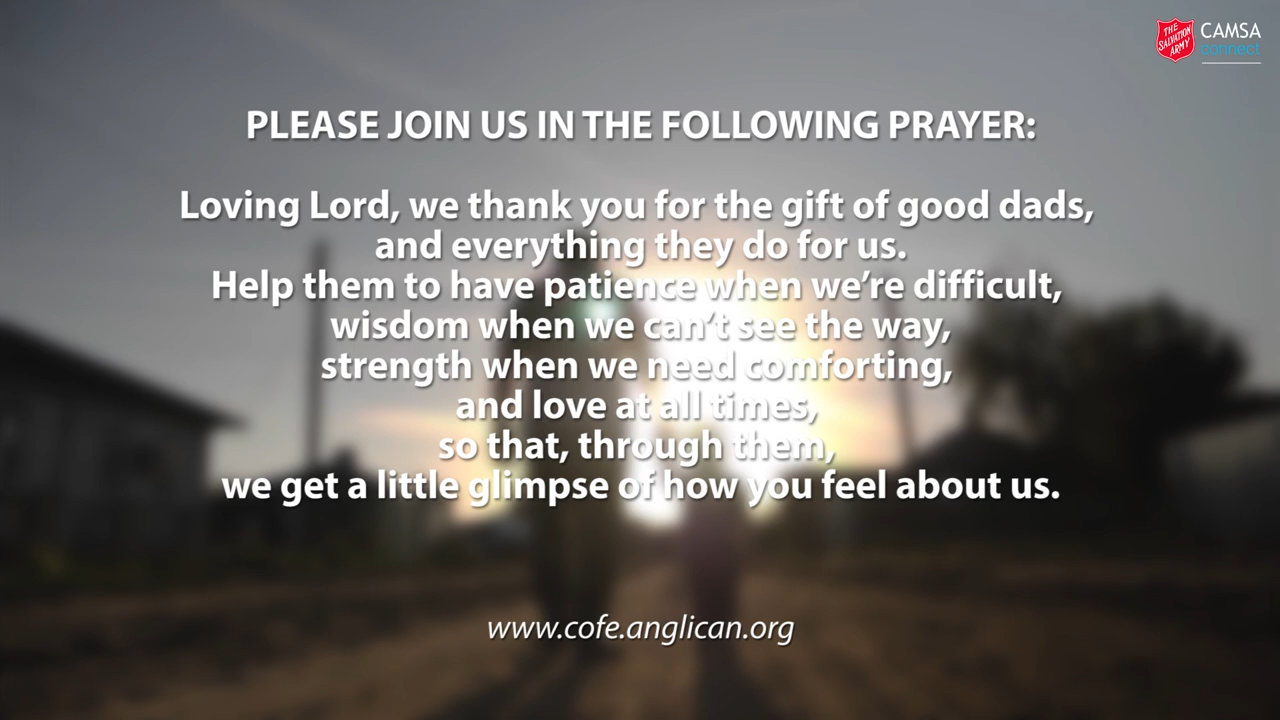 THE
SALVATION
ARMY
CAMSA
connect
PLEASE JOIN US IN THE FOLLOWING PRAYER:
Loving Lord, we thank you for the gift of good dads,
and everything they do for us.
Help them to have patience when we’re difficult,
wisdom when we can’t see the way,
strength when we need comforting,
and love at all times,
so that, through them,
we get a little glimpse of how you feel about us.
www.cofe.anglican.org